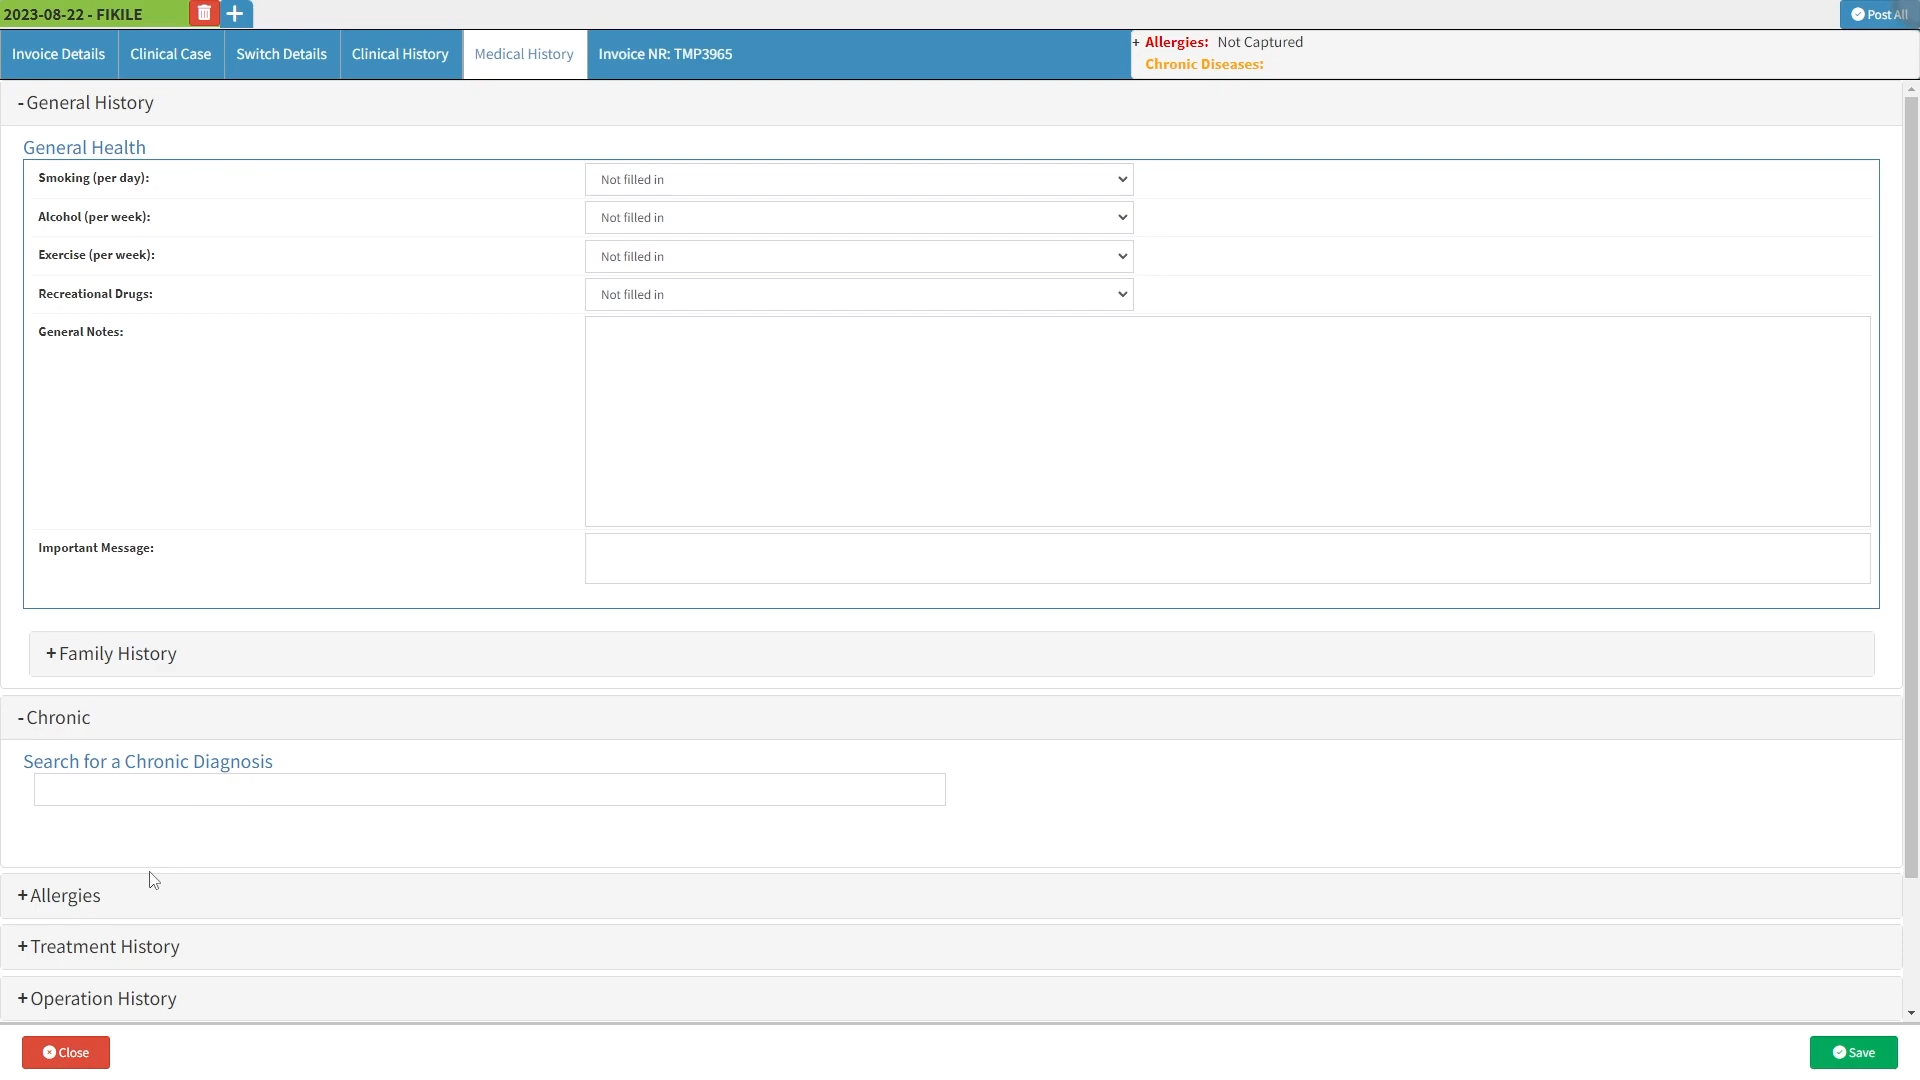 2023-08-22 - FIKILE
Post All
Invoice Details
Clinical Case
Switch Details
Clinical History
Medical History
Invoice NR: TMP3965
+ Allergies: Not Captured
Chronic Diseases:
- General History
General Health
Smoking (per day): Not filled in
Alcohol (per week): Not filled in
Exercise (per week): Not filled in
Recreational Drugs: Not filled in
General Notes:
Important Message:
+ Family History
- Chronic
Search for a Chronic Diagnosis
+ Allergies
+ Treatment History
+ Operation History
Close
Save